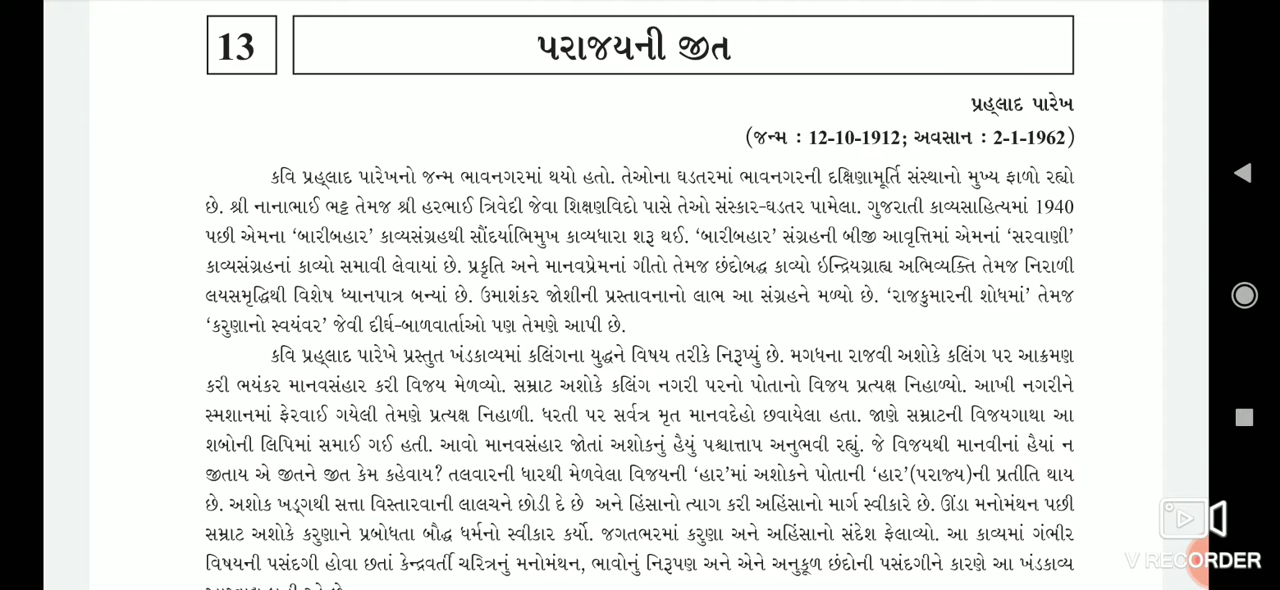 13
પરાજયની જીત
પ્રહ્લાદ પારેખ
(જન્મ : 12-10-1912; અવસાન : 2-1-1962)
કવિ પ્રહ્લાદ પારેખનો જન્મ ભાવનગરમાં થયો હતો. તેઓના ઘડતરમાં ભાવનગરની દક્ષિણામૂર્તિ સંસ્થાનો મુખ્ય ફાળો રહ્યો
છે. શ્રી નાનાભાઈ ભટ્ટ તેમજ શ્રી હરભાઈ ત્રિવેદી જેવા શિક્ષણવિદો પાસે તેઓ સંસ્કાર-ઘડતર પામેલા. ગુજરાતી કાવ્યસાહિત્યમાં 1940
પછી એમના ‘બારીબહાર’ કાવ્યસંગ્રહથી સૌંદર્યાભિમુખ કાવ્યધારા શરૂ થઈ. ‘બારીબહાર’ સંગ્રહની બીજી આવૃત્તિમાં એમનાં ‘સરવાણી’
કાવ્યસંગ્રહનાં કાવ્યો સમાવી લેવાયાં છે. પ્રકૃતિ અને માનવપ્રેમનાં ગીતો તેમજ છંદોબદ્ધ કાવ્યો ઇન્દ્રિયગ્રાહ્ય અભિવ્યક્તિ તેમજ નિરાળી
લયસમૃદ્ધિથી વિશેષ ધ્યાનપાત્ર બન્યાં છે. ઉમાશંકર જોશીની પ્રસ્તાવનાનો લાભ આ સંગ્રહને મળ્યો છે. ‘રાજકુમારની શોધમાં’ તેમજ
‘કરુણાનો સ્વયંવર’ જેવી દીર્ઘ-બાળવાર્તાઓ પણ તેમણે આપી છે.
કવિ પ્રહ્લાદ પારેખે પ્રસ્તુત ખંડકાવ્યમાં કલિંગના યુદ્ધને વિષય તરીકે નિરૂપ્યું છે. મગધના રાજવી અશોકે કલિંગ પર આક્રમણ
કરી ભયંકર માનવસંહાર કરી વિજય મેળવ્યો. સમ્રાટ અશોકે કલિંગ નગરી પરનો પોતાનો વિજય પ્રત્યક્ષ નિહાળ્યો. આખી નગરીને
સ્મશાનમાં ફેરવાઈ ગયેલી તેમણે પ્રત્યક્ષ નિહાળી. ધરતી પર સર્વત્ર મૃત માનવદેહો છવાયેલા હતા. જાણે સમ્રાટની વિજયગાથા આ
શબોની લિપિમાં સમાઈ ગઈ હતી. આવો માનવસંહાર જોતાં અશોકનું હૈયું પશ્ચાત્તાપ અનુભવી રહ્યું. જે વિજયથી માનવીનાં હૈયાં ન
જીતાય એ જીતને જીત કેમ કહેવાય? તલવારની ધારથી મેળવેલા વિજયની ‘હાર’માં અશોકને પોતાની ‘હાર’(પરાજ્ય)ની પ્રતીતિ થાય
છે. અશોક ખડ્ગથી સત્તા વિસ્તારવાની લાલચને છોડી દે છે અને હિંસાનો ત્યાગ કરી અહિંસાનો માર્ગ સ્વીકારે છે. ઊંડા મનોમંથન પછી
સમ્રાટ અશોકે કરુણાને પ્રબોધતા બૌદ્ધ ધર્મનો સ્વીકાર કર્યો. જગતભરમાં કરુણા અને અહિંસાનો સંદેશ ફેલાવ્યો. આ કાવ્યમાં ગંભીર
વિષયની પસંદગી હોવા છતાં કેન્દ્રવર્તી ચરિત્રનું મનોમંથન, ભાવોનું નિરૂપણ અને એને અનુકૂળ છંદોની પસંદગીને કારણે આ ખંડકાવ્ય
V RECORDER